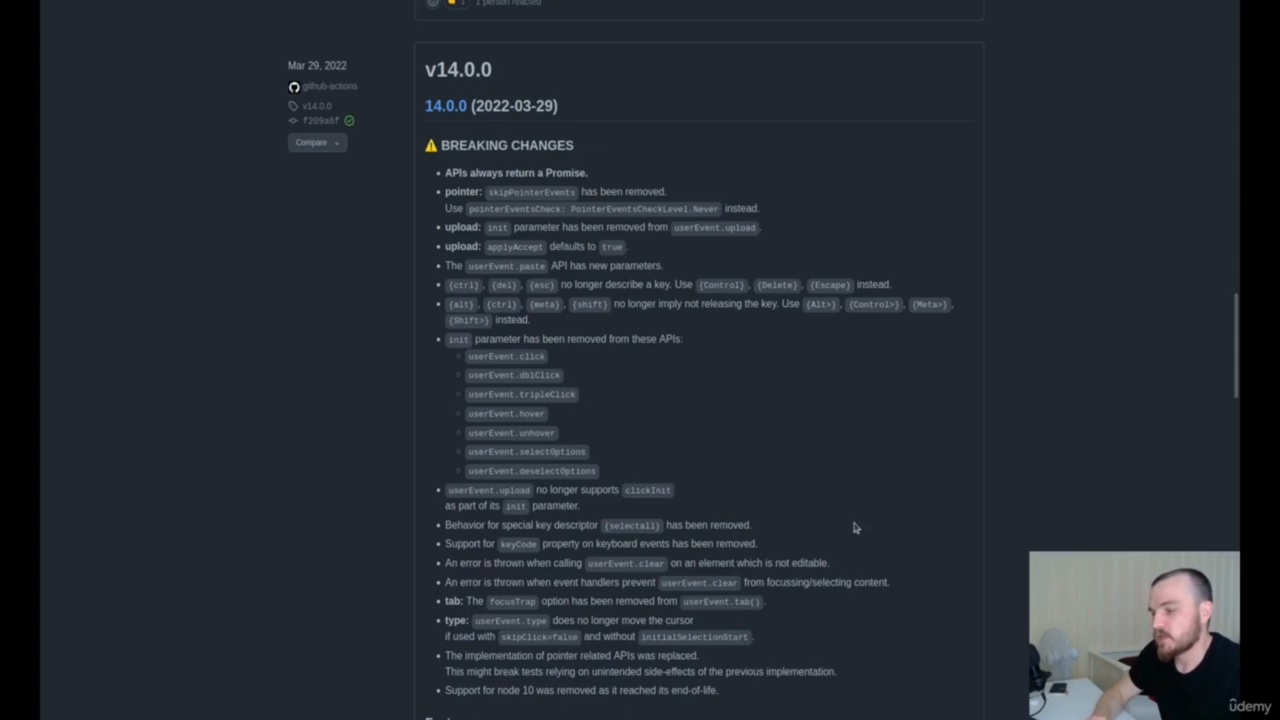 1 person reacted
Mar 29, 2022
github-actions
v14.0.0
f209a6f
Compare
v14.0.0
14.0.0 (2022-03-29)
⚠ BREAKING CHANGES
• APIs always return a Promise.
• pointer: skipPointerEvents has been removed.
Use pointerEventsCheck: PointerEventsCheckLevel.Never instead.
• upload: init parameter has been removed from userEvent.upload.
• upload: applyAccept defaults to true.
• The userEvent.paste API has new parameters.
• {ctrl}, {del}, {esc} no longer describe a key. Use {Control}, {Delete}, {Escape} instead.
• {alt}, {ctrl}, {meta}, {shift} no longer imply not releasing the key. Use {Alt>}, {Control>}, {Meta>},
{Shift>} instead.
• init parameter has been removed from these APIs:
○ userEvent.click
○ userEvent.dblClick
○ userEvent.tripleClick
○ userEvent.hover
○ userEvent.unhover
○ userEvent.selectOptions
○ userEvent.deselectOptions
• userEvent.upload no longer supports clickInit
as part of its init parameter.
• Behavior for special key descriptor {selectall} has been removed.
• Support for keyCode property on keyboard events has been removed.
• An error is thrown when calling userEvent.clear on an element which is not editable.
• An error is thrown when event handlers prevent userEvent.clear from focussing/selecting content.
• tab: The focusTrap option has been removed from userEvent.tab().
• type: userEvent.type does no longer move the cursor
if used with skipClick=false and without initialSelectionStart.
• The implementation of pointer related APIs was replaced.
This might break tests relying on unintended side-effects of the previous implementation.
• Support for node 10 was removed as it reached its end-of-life.
udemy